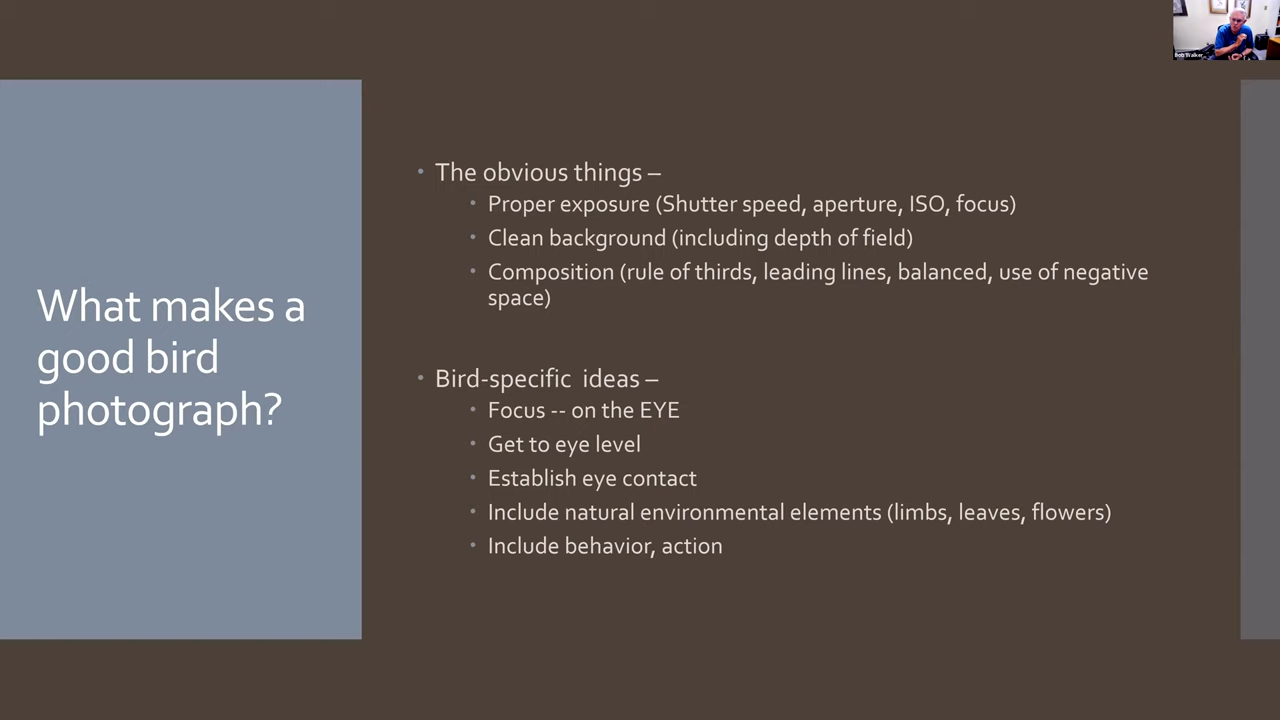 What makes a
good bird
photograph?
• The obvious things –
• Proper exposure (Shutter speed, aperture, ISO, focus)
• Clean background (including depth of field)
• Composition (rule of thirds, leading lines, balanced, use of negative
space)
• Bird-specific  ideas –
• Focus -- on the EYE
• Get to eye level
• Establish eye contact
• Include natural environmental elements (limbs, leaves, flowers)
• Include behavior, action
Bob Walker